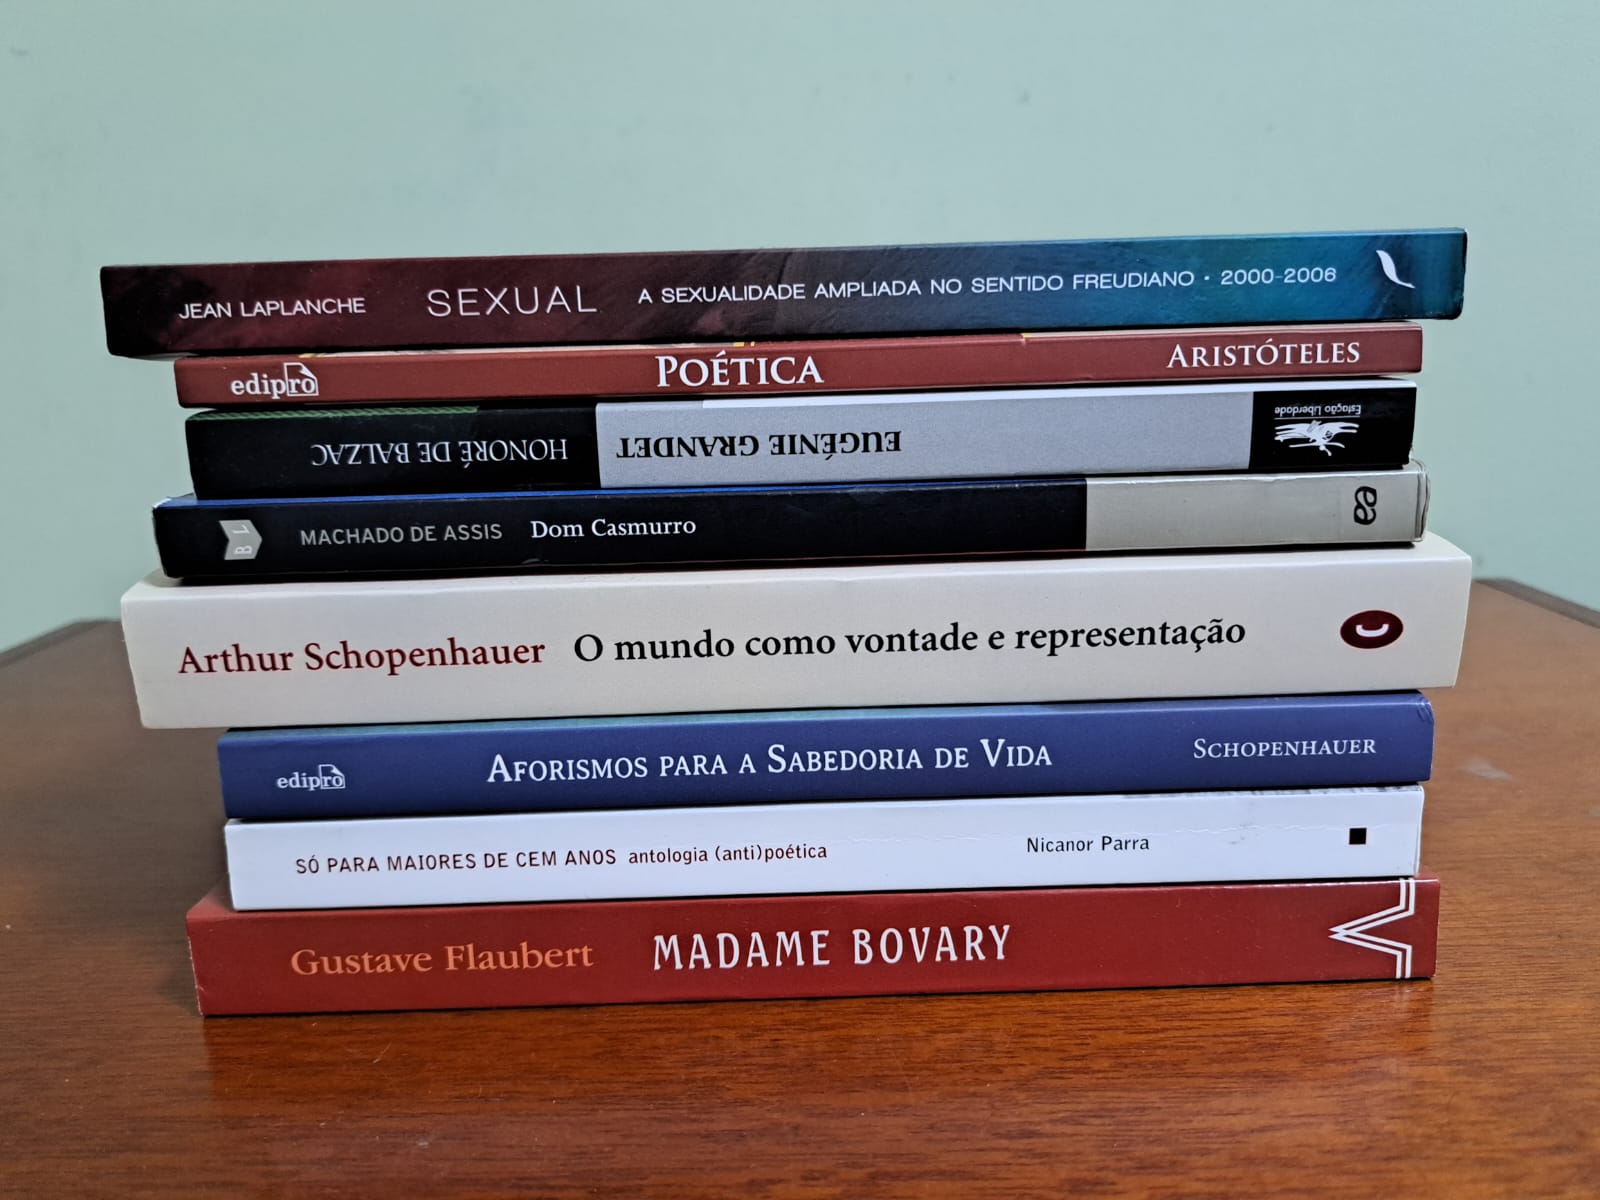 JEAN LAPLANCHE SEXUAL A SEXUALIDADE AMPLIADA NO SENTIDO FREUDIANO • 2000-2006
edipro POÉTICA ARISTÓTELES
HONORÉ DE BALZAC EUGÉNIE GRANDET Estação Liberdade
BL MACHADO DE ASSIS Dom Casmurro ea
Arthur Schopenhauer O mundo como vontade e representação
edipro AFORISMOS PARA A SABEDORIA DE VIDA SCHOPENHAUER
SÓ PARA MAIORES DE CEM ANOS antologia (anti)poética Nicanor Parra
Gustave Flaubert MADAME BOVARY